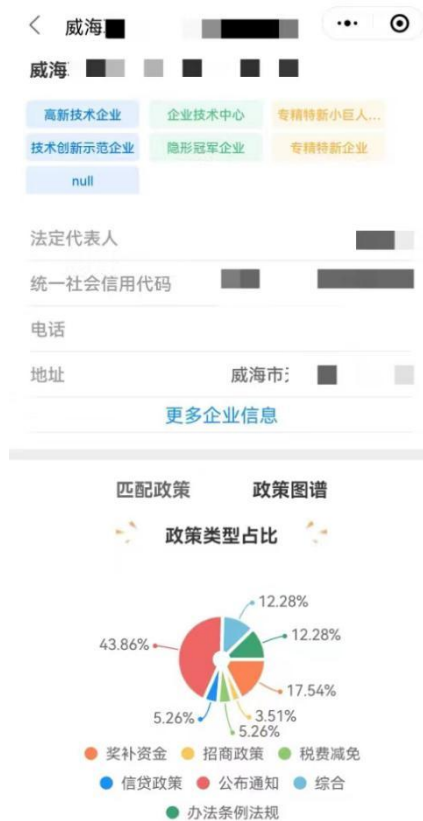 威海
威海
高新技术企业 企业技术中心 专精特新小巨人...
技术创新示范企业 隐形冠军企业 专精特新企业
null
法定代表人
统一社会信用代码
电话
地址 威海市
更多企业信息
匹配政策 政策图谱
政策类型占比
12.28%
43.86% 12.28%
17.54%
5.26% 3.51%
5.26%
奖补资金 招商政策 税费减免
信贷政策 公布通知 综合
办法条例法规